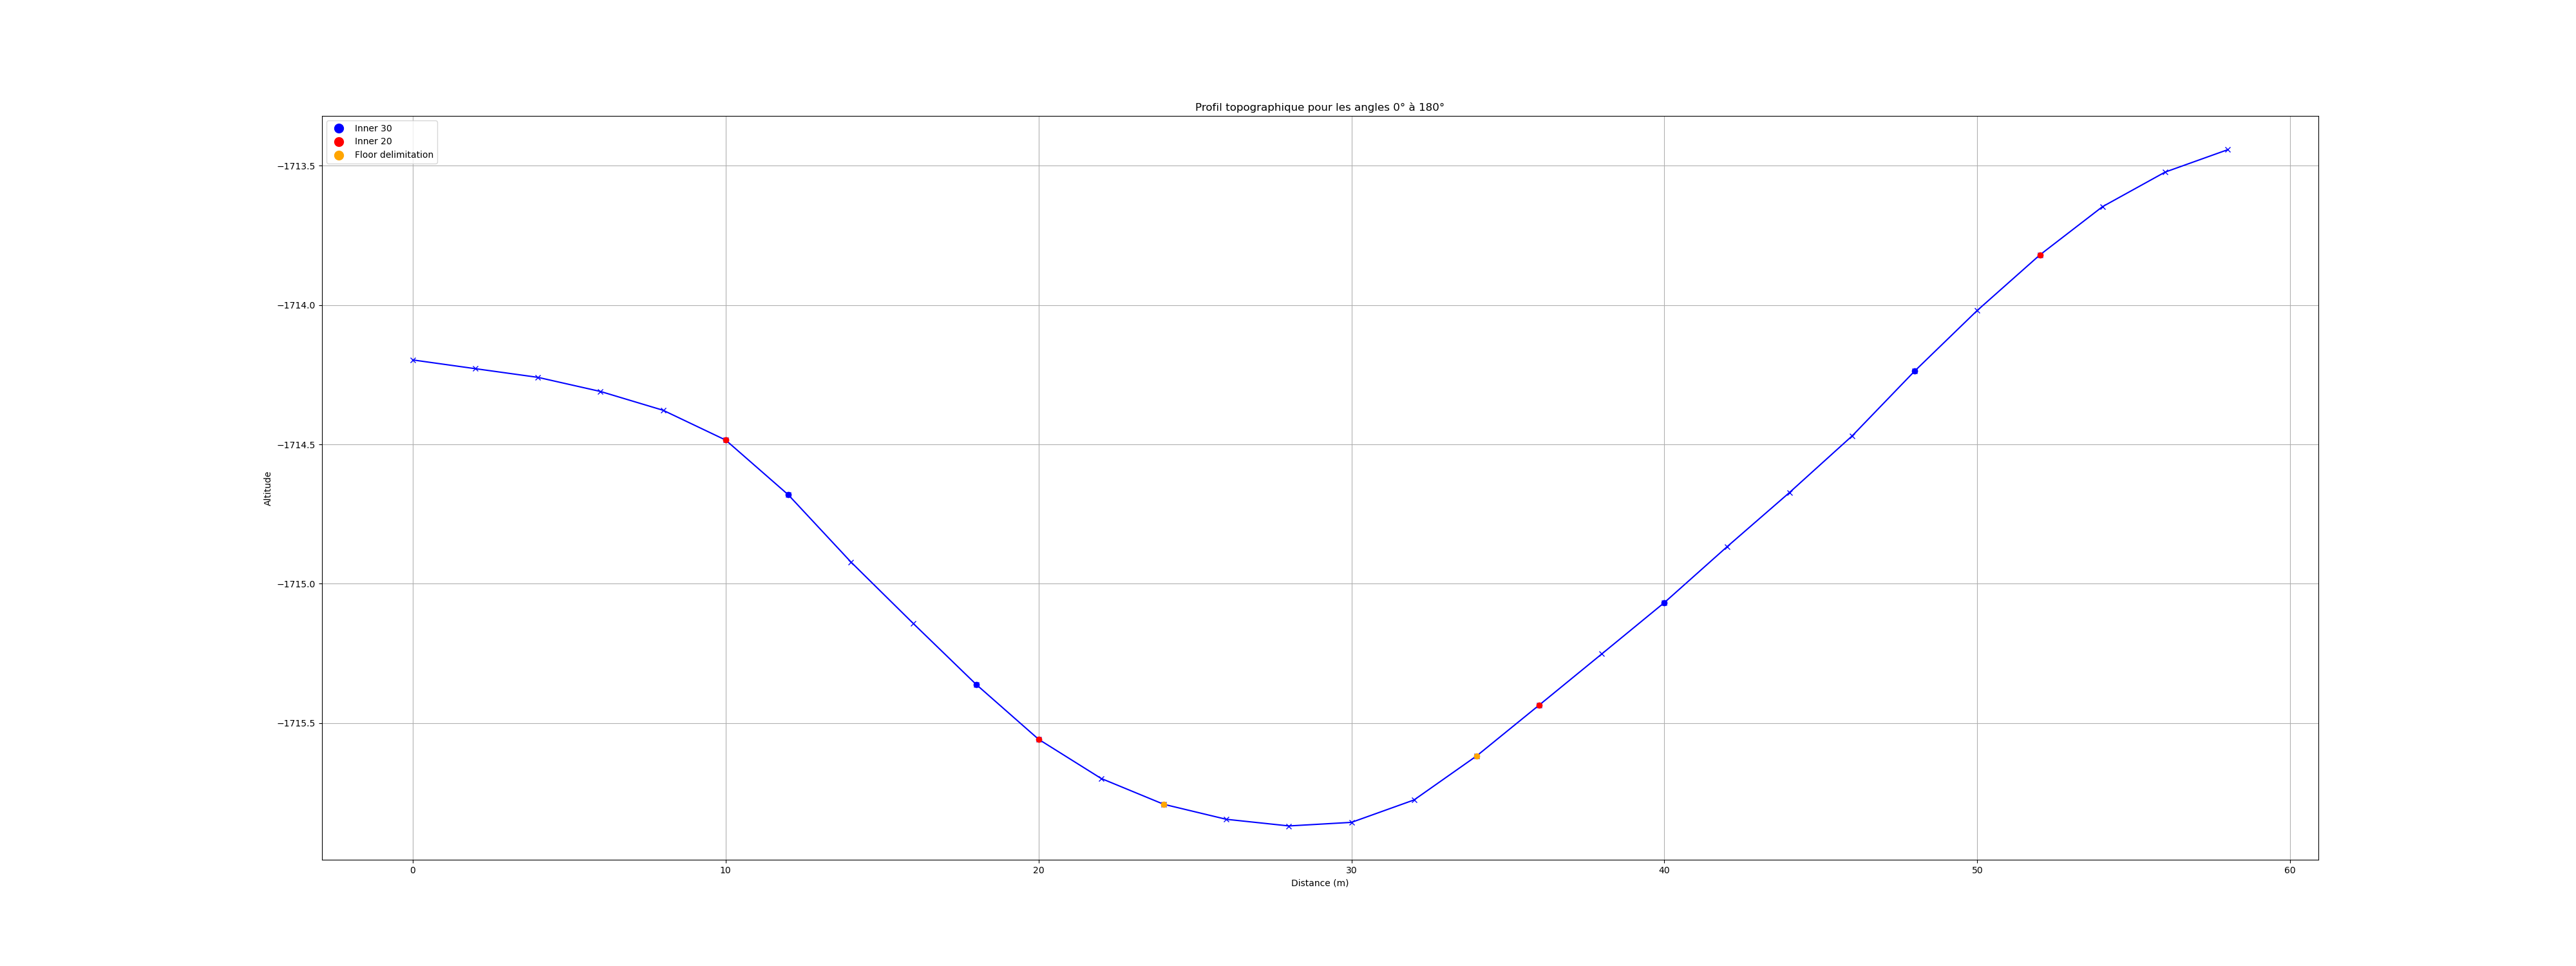 Profil topographique pour les angles 0° à 180°
Inner 30
Inner 20
Floor delimitation
−1713.5
−1714.0
−1714.5
−1715.0
−1715.5
Altitude
0 10 20 30 40 50 60
Distance (m)